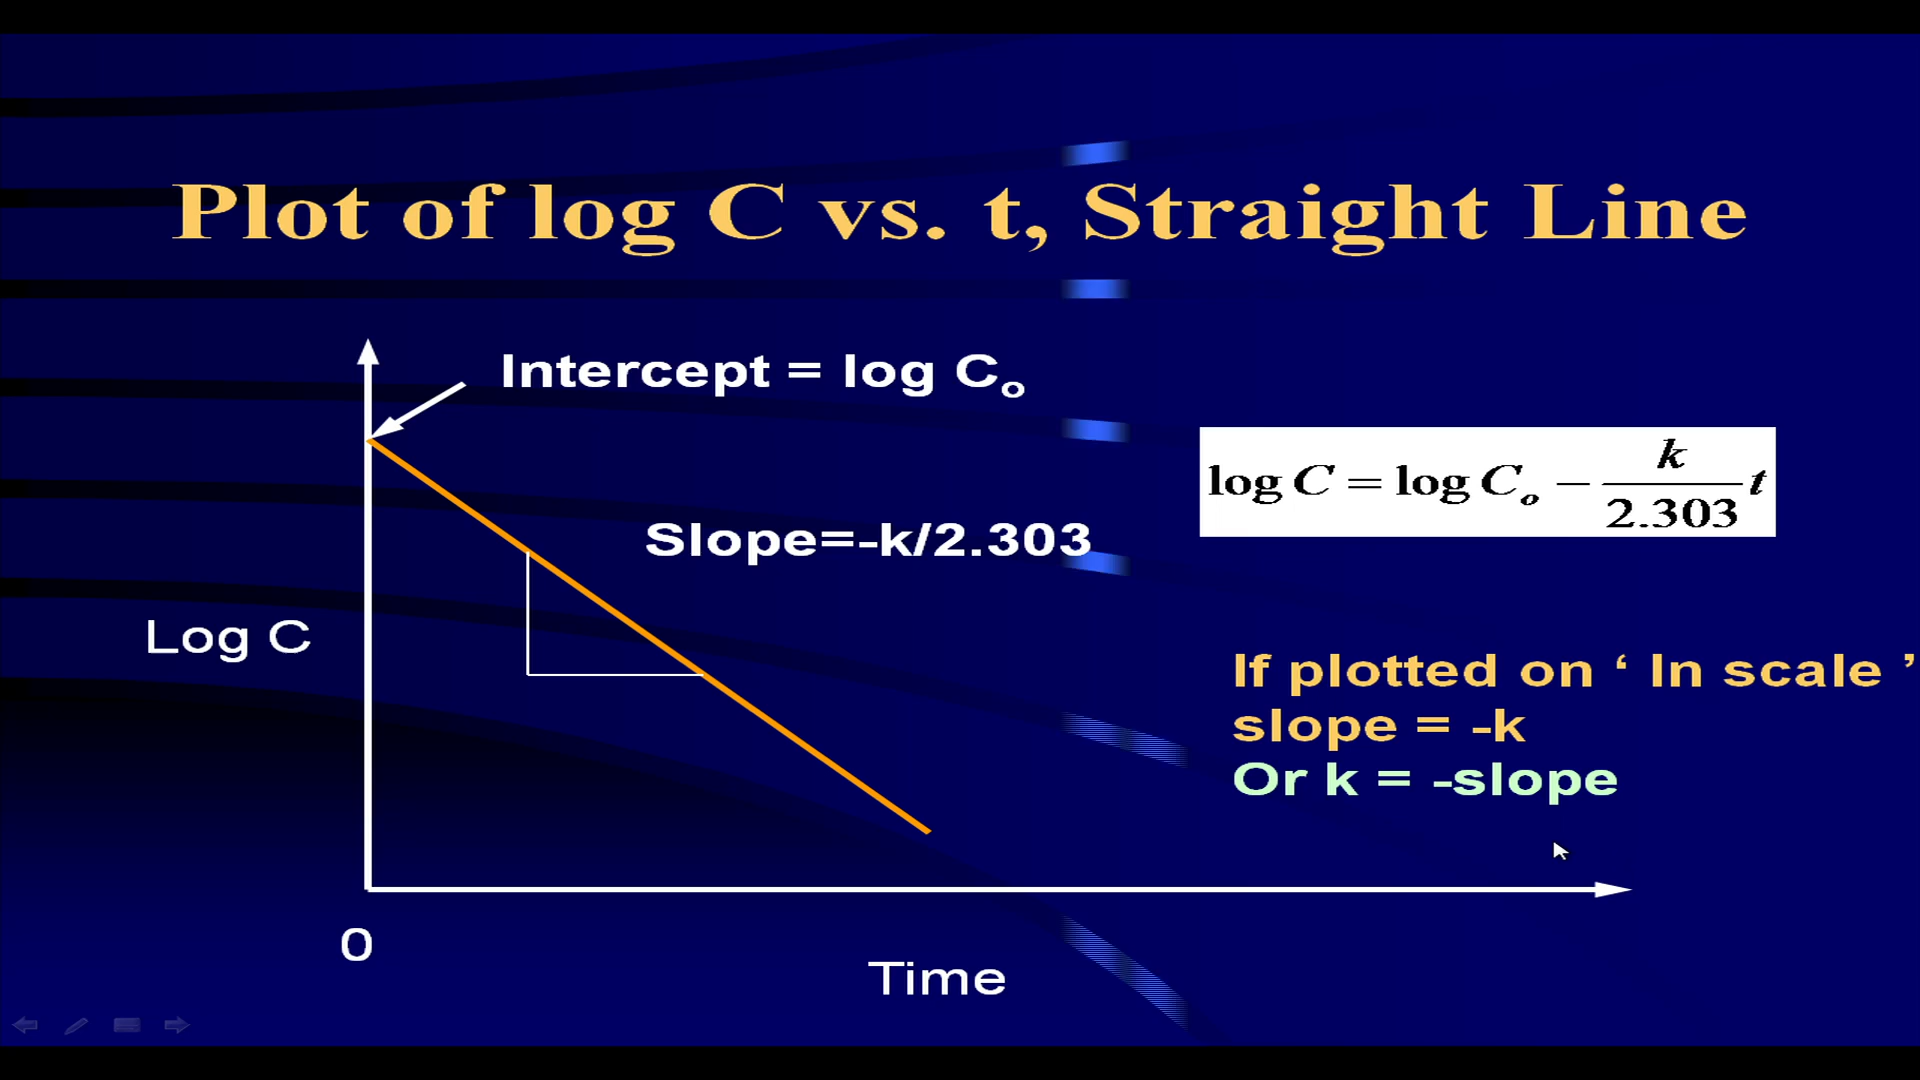 Plot of log C vs. t, Straight Line
Intercept = log Cₒ
log C = log Cₒ − k/2.303 t
Slope=-k/2.303
Log C
If plotted on ‘ ln scale ’
slope = -k
Or k = -slope
0
Time